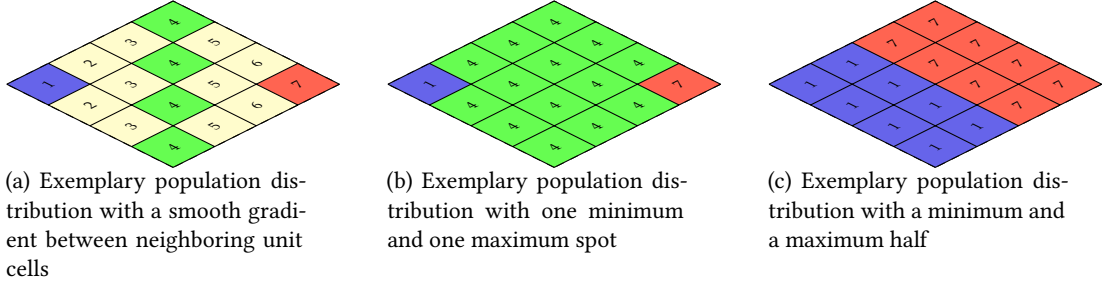 4
3 5
2 4 6
1 3 5 7
2 4 6
3 5
4
(a) Exemplary population dis-
tribution with a smooth gradi-
ent between neighboring unit
cells
4
4 4
4 4 4
1 4 4 7
4 4 4
4 4
4
(b) Exemplary population dis-
tribution with one minimum
and one maximum spot
7
7 7
1 7 7
1 1 7 7
1 1 7
1 1
1
(c) Exemplary population dis-
tribution with a minimum and
a maximum half